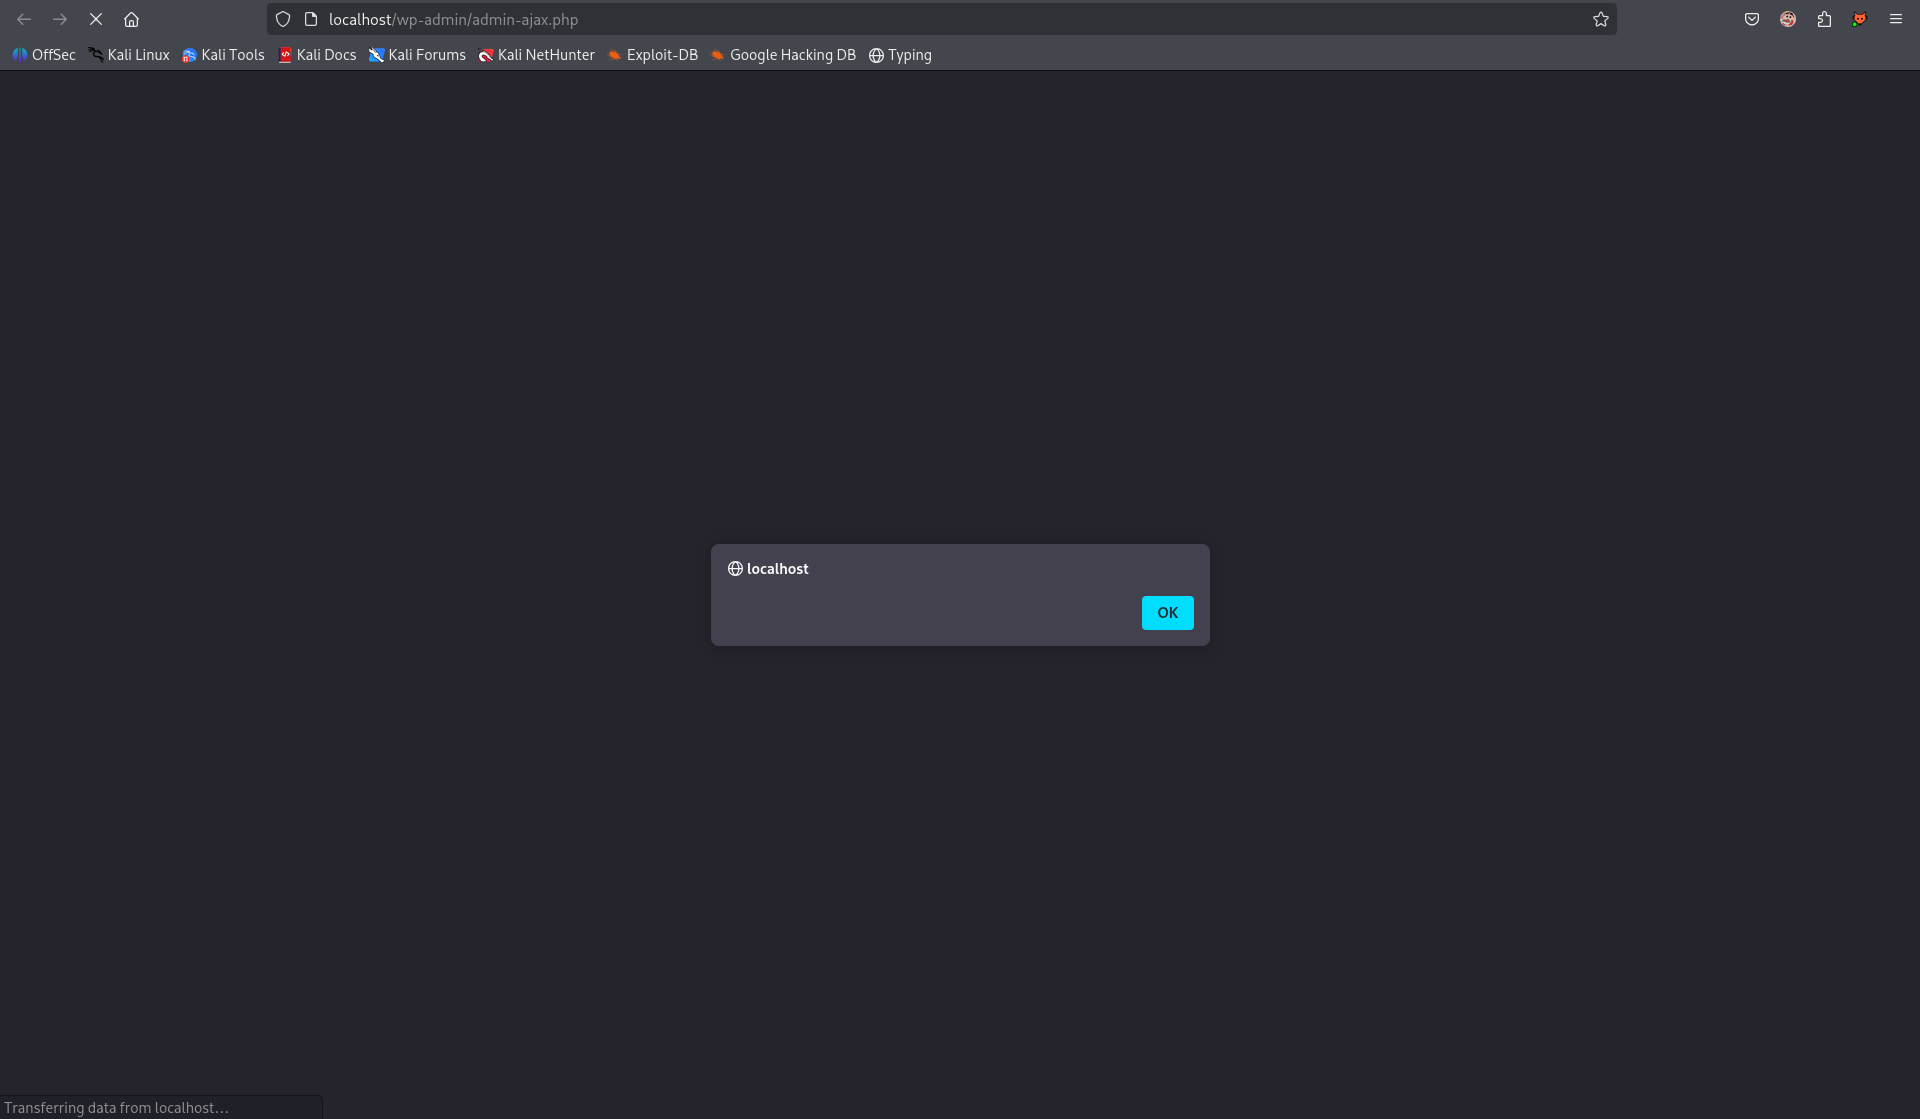 localhost/wp-admin/admin-ajax.php
OffSec Kali Linux Kali Tools Kali Docs Kali Forums Kali NetHunter Exploit-DB Google Hacking DB Typing
localhost
OK
Transferring data from localhost…